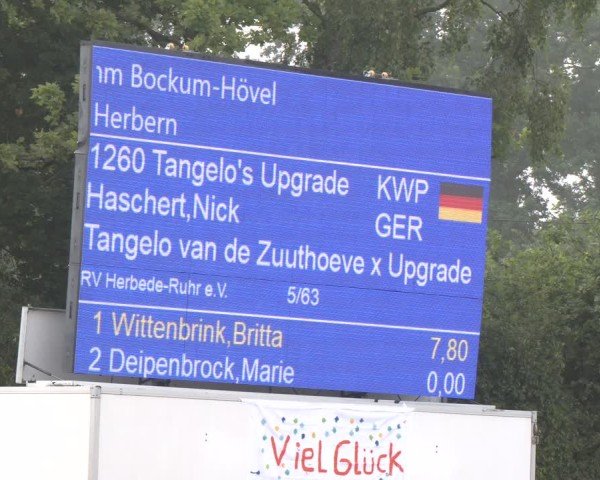 nm Bockum-Hövel
Herbern
1260 Tangelo's Upgrade KWP
Haschert,Nick GER
Tangelo van de Zuuthoeve x Upgrade
RV Herbede-Ruhr e.V. 5/63
1 Wittenbrink,Britta 7,80
2 Deipenbrock,Marie 0,00
Viel Glück